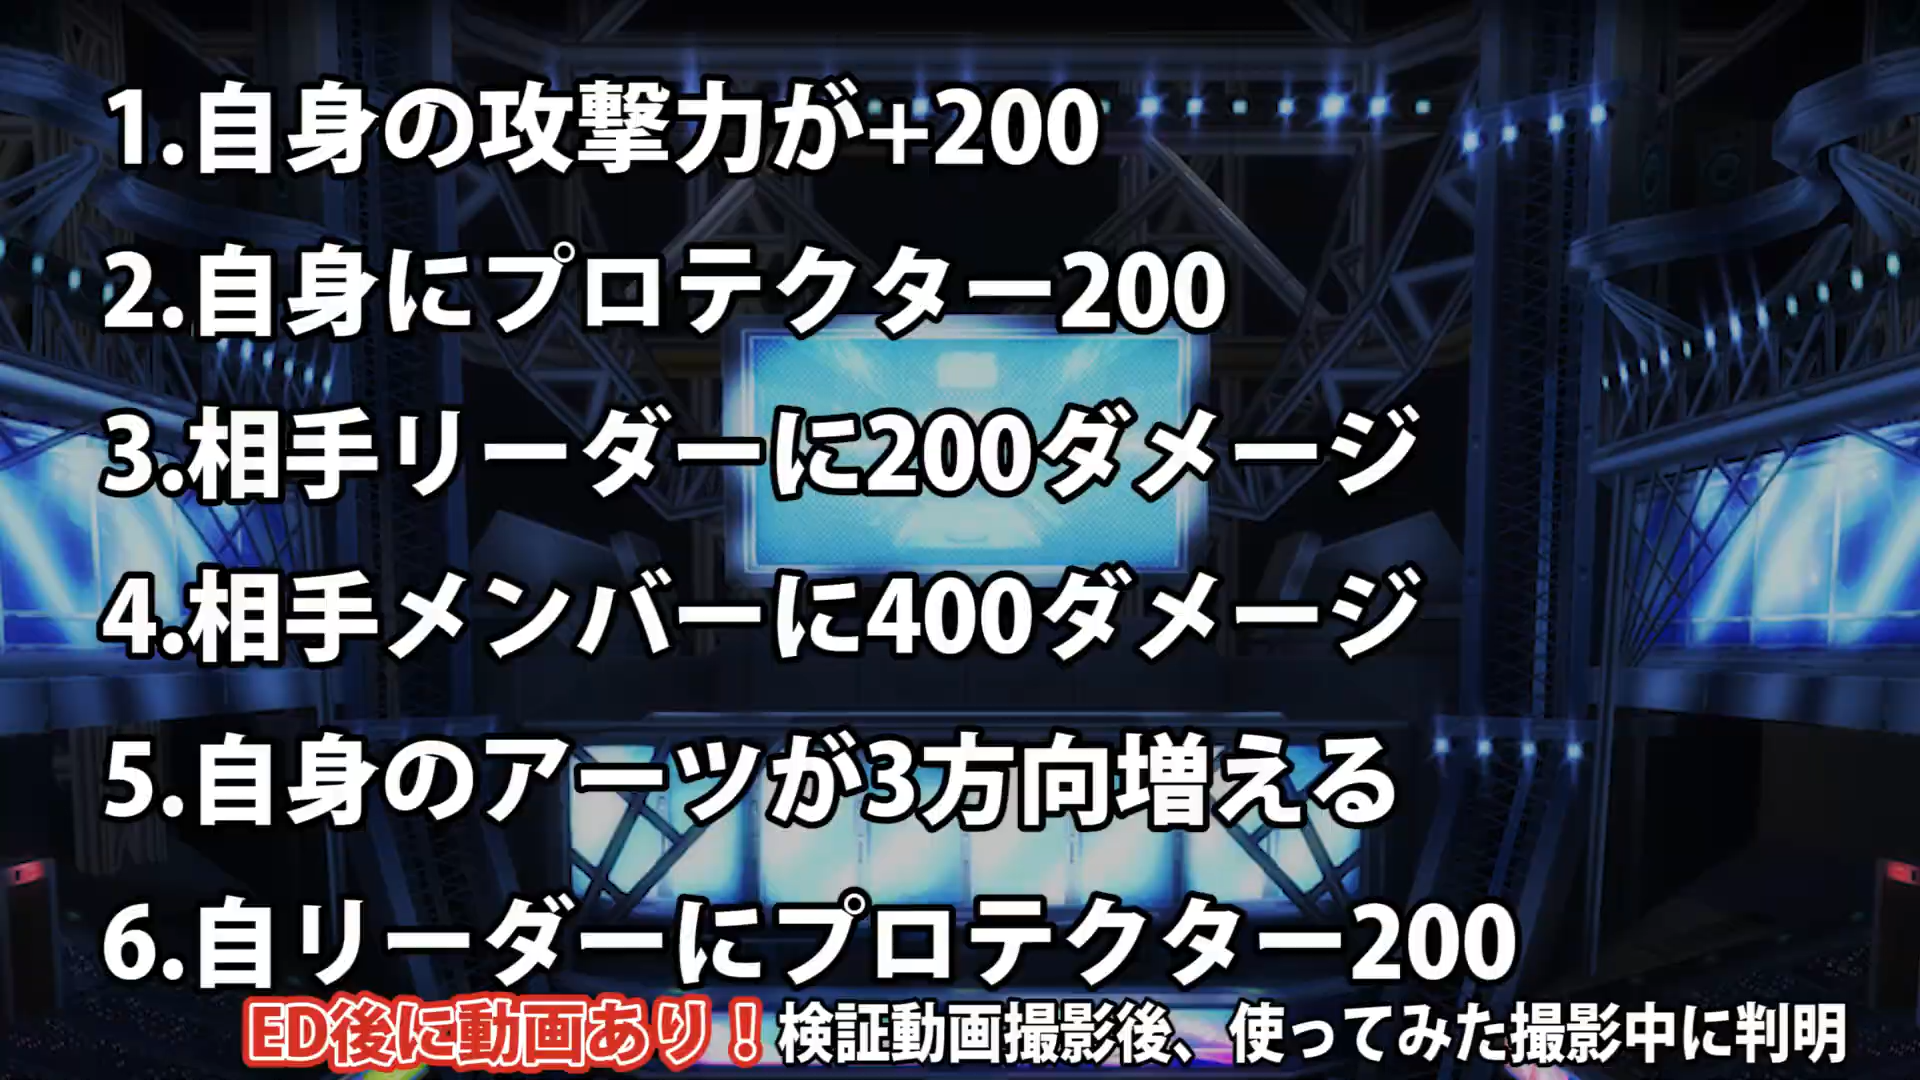 1.自身の攻撃力が+200
2.自身にプロテクター200
3.相手リーダーに200ダメージ
4.相手メンバーに400ダメージ
5.自身のアーツが3方向増える
6.自リーダーにプロテクター200
ED後に動画あり！検証動画撮影後、使ってみた撮影中に判明